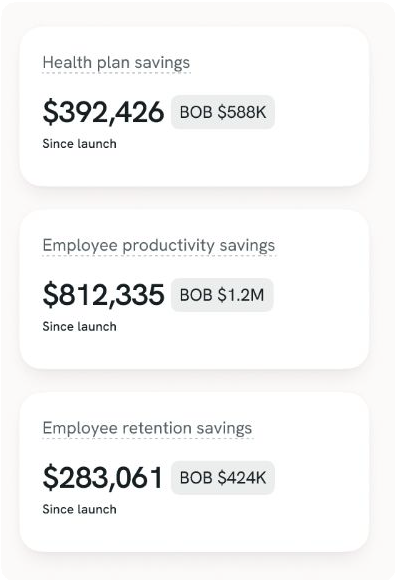 Health plan savings
$392,426 BOB $588K
Since launch
Employee productivity savings
$812,335 BOB $1.2M
Since launch
Employee retention savings
$283,061 BOB $424K
Since launch